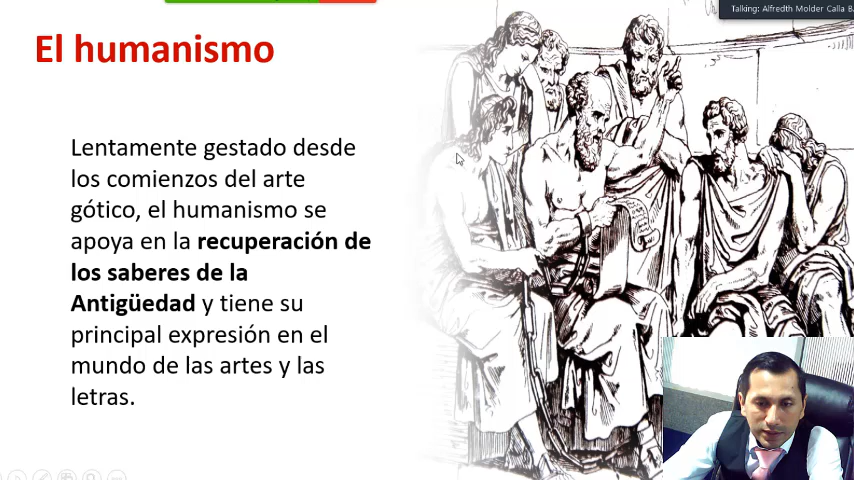 Talking: Alfredth Molder Calla B.
El humanismo
Lentamente gestado desde
los comienzos del arte
gótico, el humanismo se
apoya en la recuperación de
los saberes de la
Antigüedad y tiene su
principal expresión en el
mundo de las artes y las
letras.